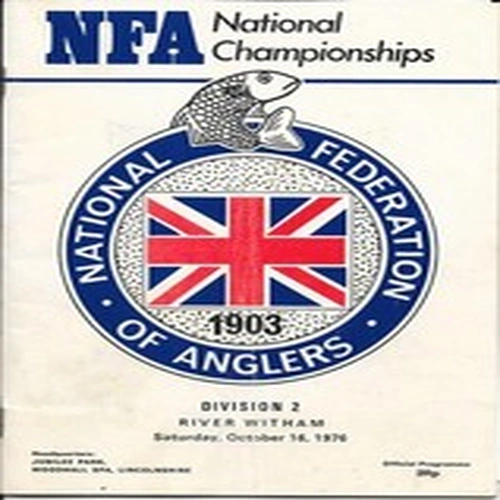 NFA National
Championships
NATIONAL FEDERATION
OF ANGLERS
1903
DIVISION 2
RIVER WITHAM
Saturday, October 16, 1976
Headquarters:
JUBILEE PARK,
WOODHALL SPA, LINCOLNSHIRE
Official Programme